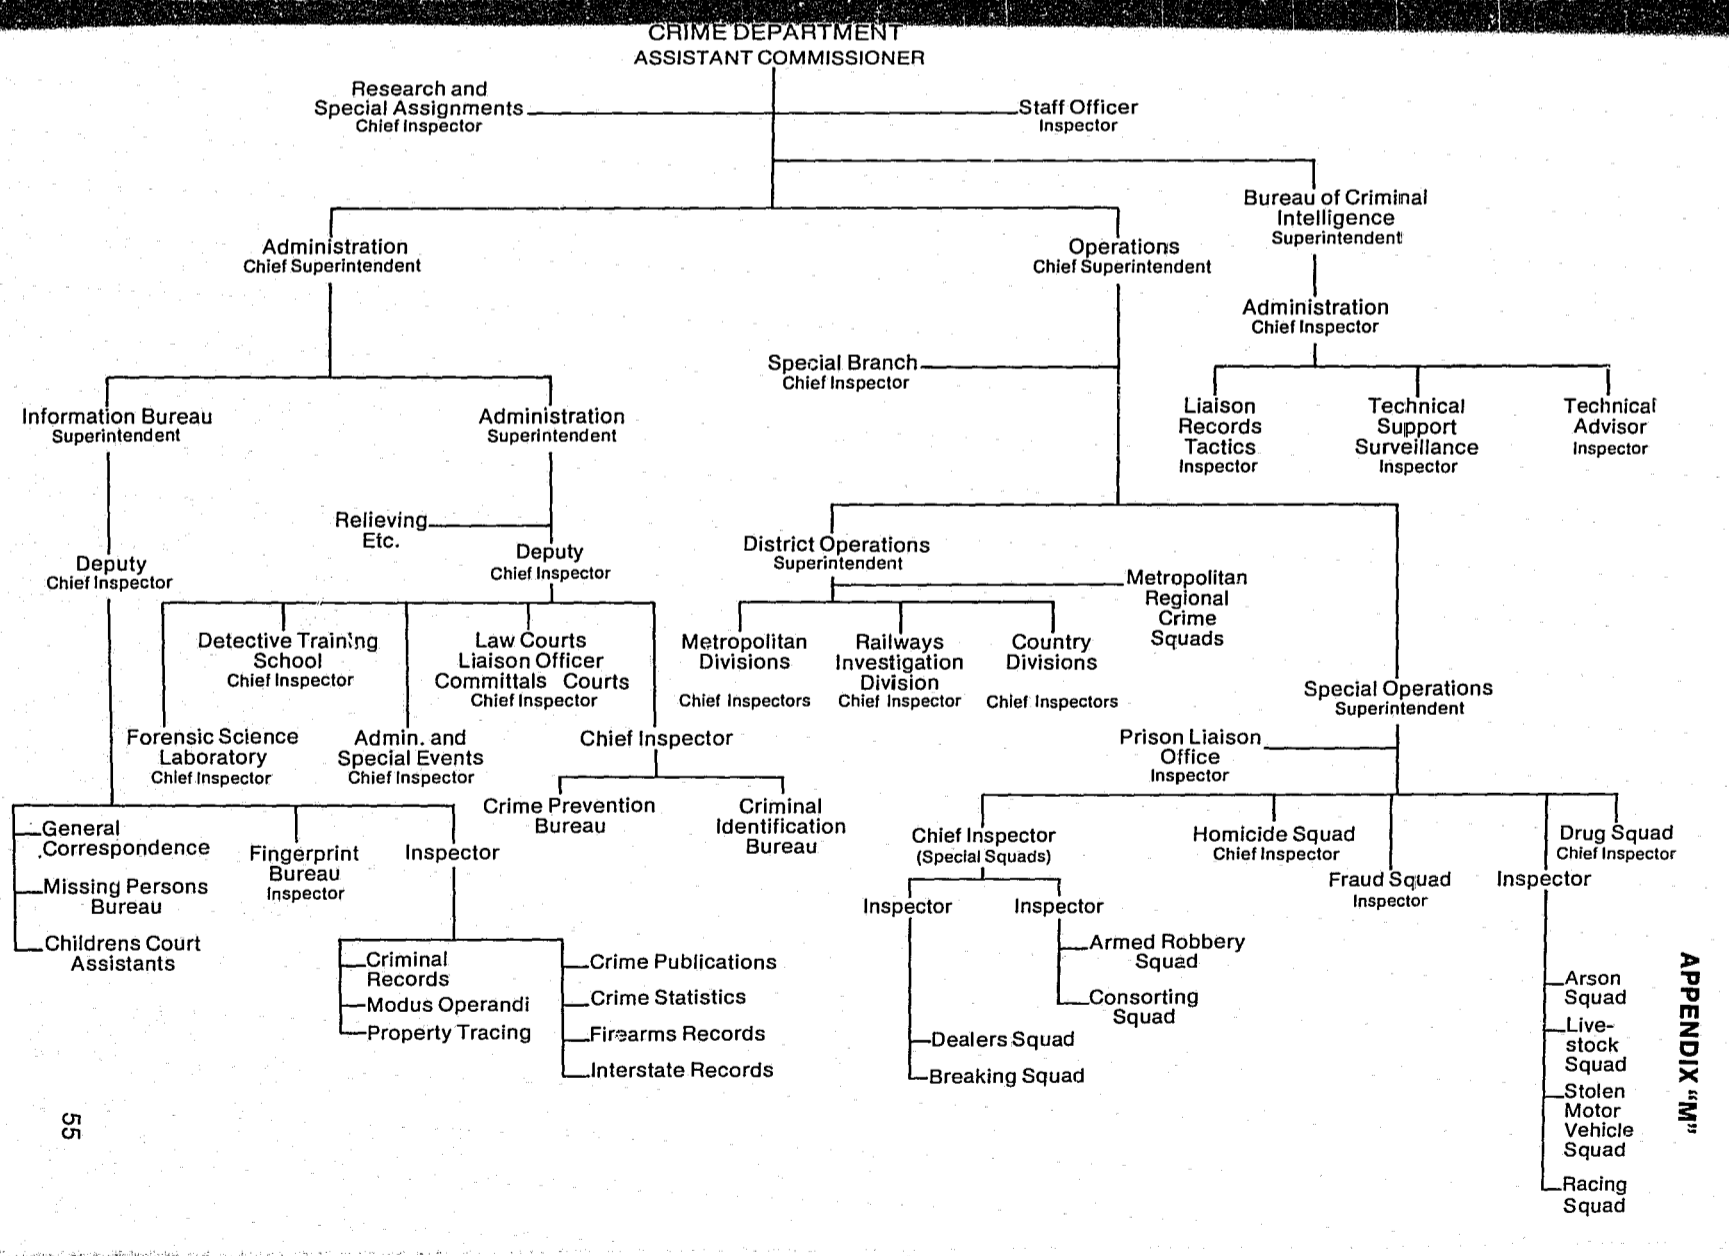 CRIME DEPARTMENT
ASSISTANT COMMISSIONER
Research and
Special Assignments
Chief Inspector
Staff Officer
Inspector
Bureau of Criminal
Intelligence
Superintendent
Administration
Chief Superintendent
Operations
Chief Superintendent
Administration
Chief Inspector
Special Branch
Chief Inspector
Liaison
Records
Tactics
Inspector
Technical
Support
Surveillance
Inspector
Technical
Advisor
Inspector
Information Bureau
Superintendent
Administration
Superintendent
Relieving
Etc.
Deputy
Chief Inspector
Deputy
Chief Inspector
District Operations
Superintendent
Metropolitan
Regional
Crime
Squads
Detective Training
School
Chief Inspector
Law Courts
Liaison Officer
Committals Courts
Chief Inspector
Metropolitan
Divisions
Chief Inspectors
Railways
Investigation
Division
Chief Inspector
Country
Divisions
Chief Inspectors
Special Operations
Superintendent
Forensic Science
Laboratory
Chief Inspector
Admin. and
Special Events
Chief Inspector
Chief Inspector
Prison Liaison
Office
Inspector
Crime Prevention
Bureau
Criminal
Identification
Bureau
General
Correspondence
Missing Persons
Bureau
Childrens Court
Assistants
Fingerprint
Bureau
Inspector
Inspector
Criminal
Records
Modus Operandi
Property Tracing
Crime Publications
Crime Statistics
Firearms Records
Interstate Records
Chief Inspector
(Special Squads)
Homicide Squad
Chief Inspector
Fraud Squad
Inspector
Inspector
Drug Squad
Chief Inspector
Inspector
Inspector
Armed Robbery
Squad
Consorting
Squad
Dealers Squad
Breaking Squad
Arson
Squad
Live-
stock
Squad
Stolen
Motor
Vehicle
Squad
Racing
Squad
APPENDIX "M"
55